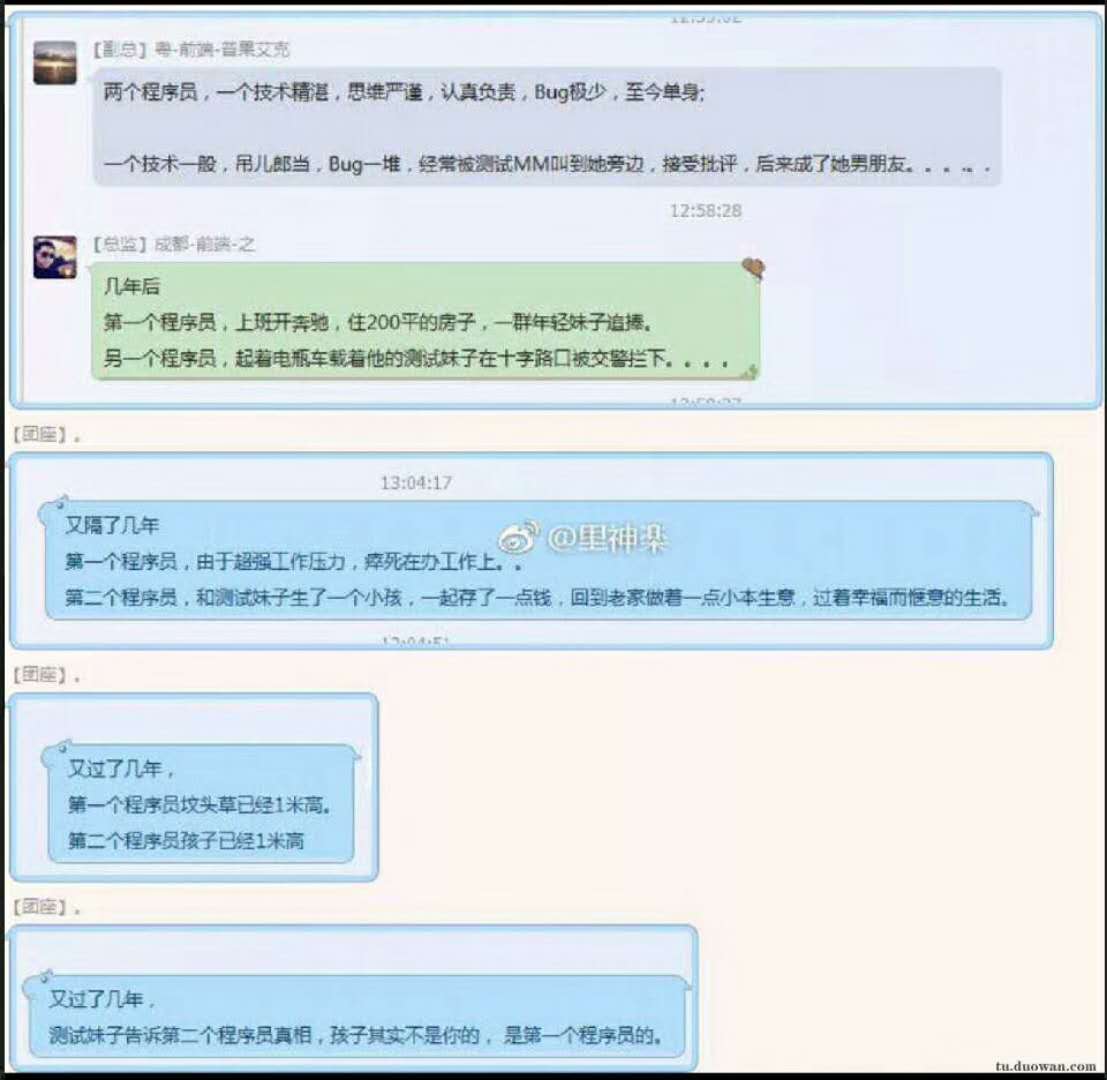 【副总】粤-前端-苹果艾克
两个程序员，一个技术精湛，思维严谨，认真负责，Bug极少，至今单身;
一个技术一般，吊儿郎当，Bug一堆，经常被测试MM叫到她旁边，接受批评，后来成了她男朋友。。。。。
12:58:28
【总监】成都-前端-之
几年后
第一个程序员，上班开奔驰，住200平的房子，一群年轻妹子追捧。
另一个程序员，起着电瓶车载着他的测试妹子在十字路口被交警拦下。。。。
【团座】。
13:04:17
又隔了几年
第一个程序员，由于超强工作压力，瘁死在办工作上。。
第二个程序员，和测试妹子生了一个小孩，一起存了一点钱，回到老家做着一点小本生意，过着幸福而惬意的生活。
@里神栄
【团座】。
又过了几年，
第一个程序员坟头草已经1米高。
第二个程序员孩子已经1米高
【团座】。
又过了几年，
测试妹子告诉第二个程序员真相，孩子其实不是你的， 是第一个程序员的。
tu.duowan.com